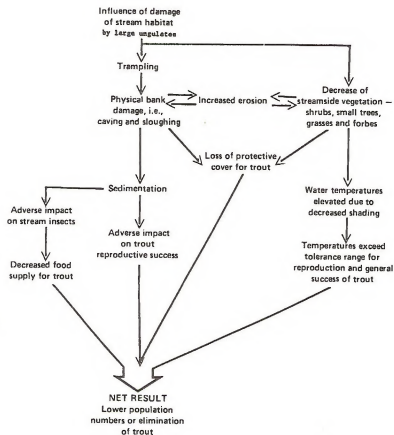 Influence of damage
of stream habitat
by large ungulates
Trampling
Physical bank
damage, i.e.,
caving and sloughing
Increased erosion
Decrease of
streamside vegetation —
shrubs, small trees,
grasses and forbes
Loss of protective
cover for trout
Sedimentation
Adverse impact
on stream insects
Adverse impact
on trout
reproductive success
Water temperatures
elevated due to
decreased shading
Decreased food
supply for trout
Temperatures exceed
tolerance range for
reproduction and general
success of trout
NET RESULT
Lower population
numbers or elimination
of trout